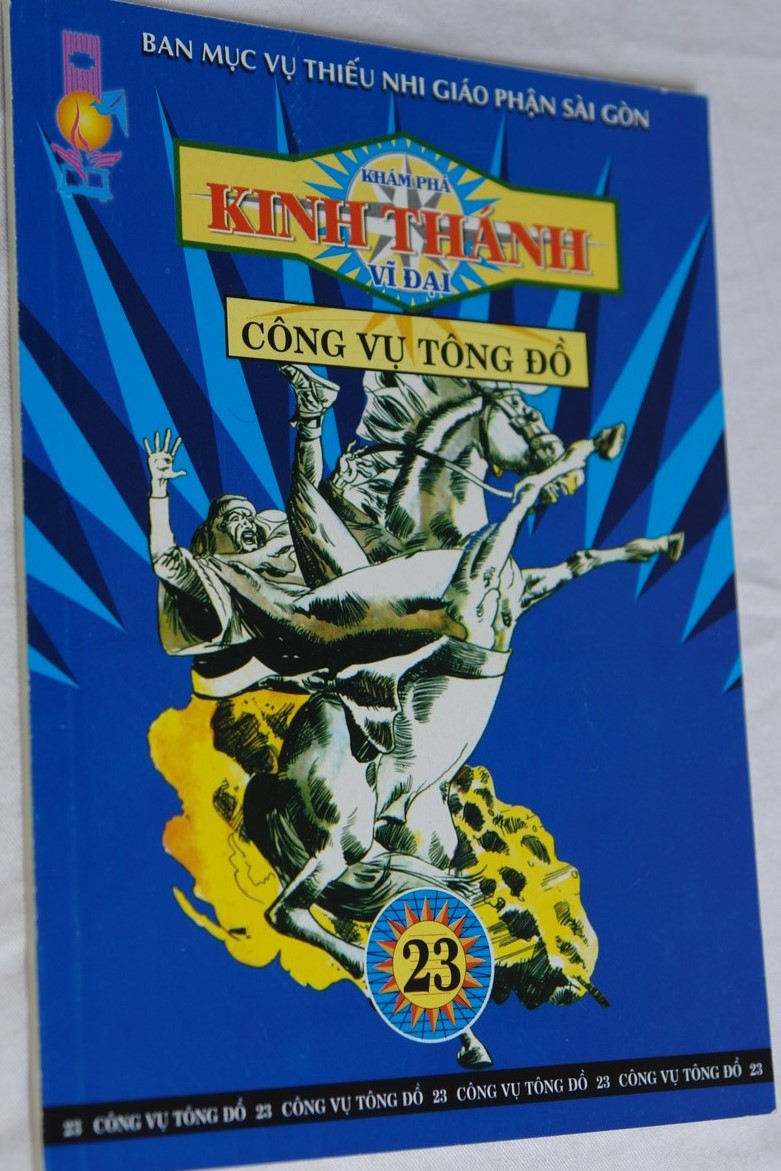 BAN MỤC VỤ THIẾU NHI GIÁO PHẬN SÀI GÒN
KHÁM PHÁ
KINH THÁNH
VĨ ĐẠI
CÔNG VỤ TÔNG ĐỒ
23
23 CÔNG VỤ TÔNG ĐỒ 23 CÔNG VỤ TÔNG ĐỒ 23 CÔNG VỤ TÔNG ĐỒ 23 CÔNG VỤ TÔNG ĐỒ 23